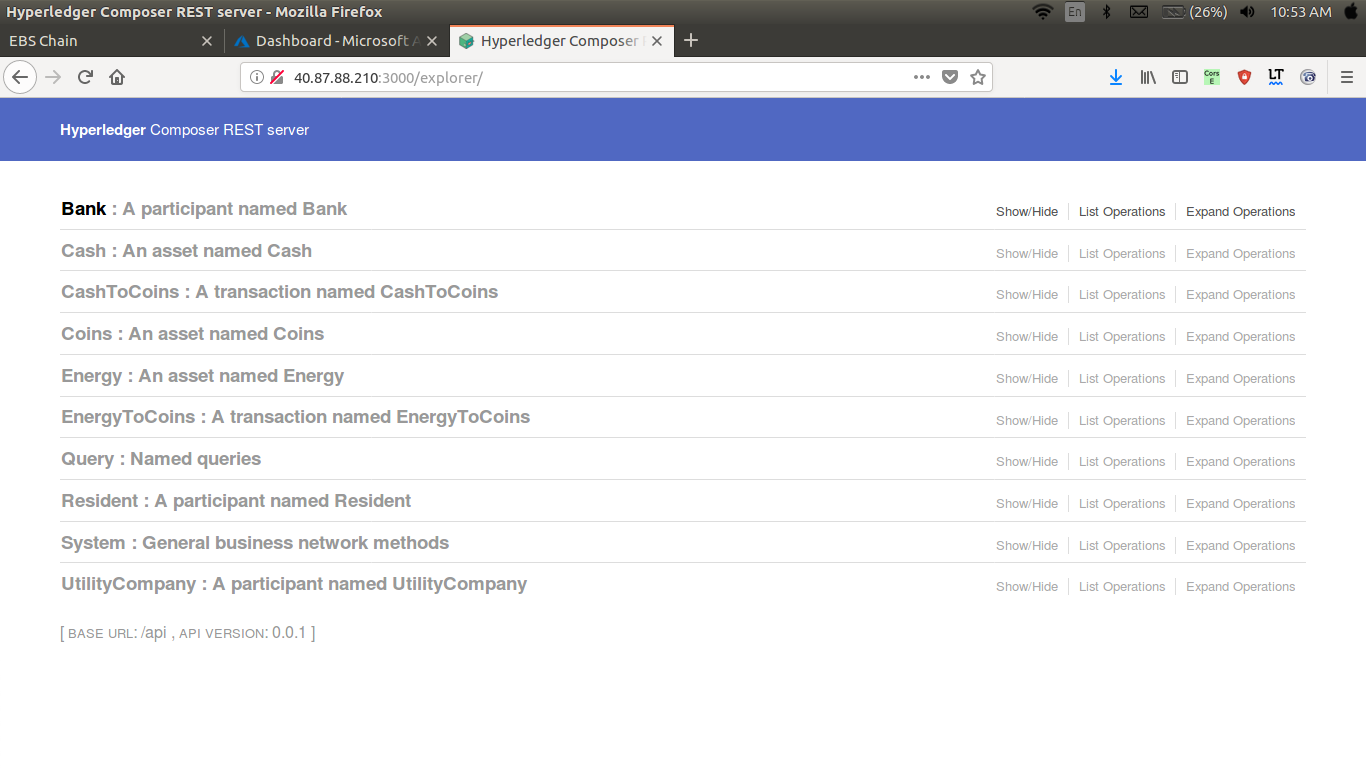 Hyperledger Composer REST server - Mozilla Firefox
En
(26%)
10:53 AM
EBS Chain
Dashboard - Microsoft A
Hyperledger Composer
40.87.88.210:3000/explorer/
Cors
E
LT
Hyperledger Composer REST server
Bank : A participant named Bank Show/Hide List Operations Expand Operations
Cash : An asset named Cash Show/Hide List Operations Expand Operations
CashToCoins : A transaction named CashToCoins Show/Hide List Operations Expand Operations
Coins : An asset named Coins Show/Hide List Operations Expand Operations
Energy : An asset named Energy Show/Hide List Operations Expand Operations
EnergyToCoins : A transaction named EnergyToCoins Show/Hide List Operations Expand Operations
Query : Named queries Show/Hide List Operations Expand Operations
Resident : A participant named Resident Show/Hide List Operations Expand Operations
System : General business network methods Show/Hide List Operations Expand Operations
UtilityCompany : A participant named UtilityCompany Show/Hide List Operations Expand Operations
[ BASE URL: /api , API VERSION: 0.0.1 ]